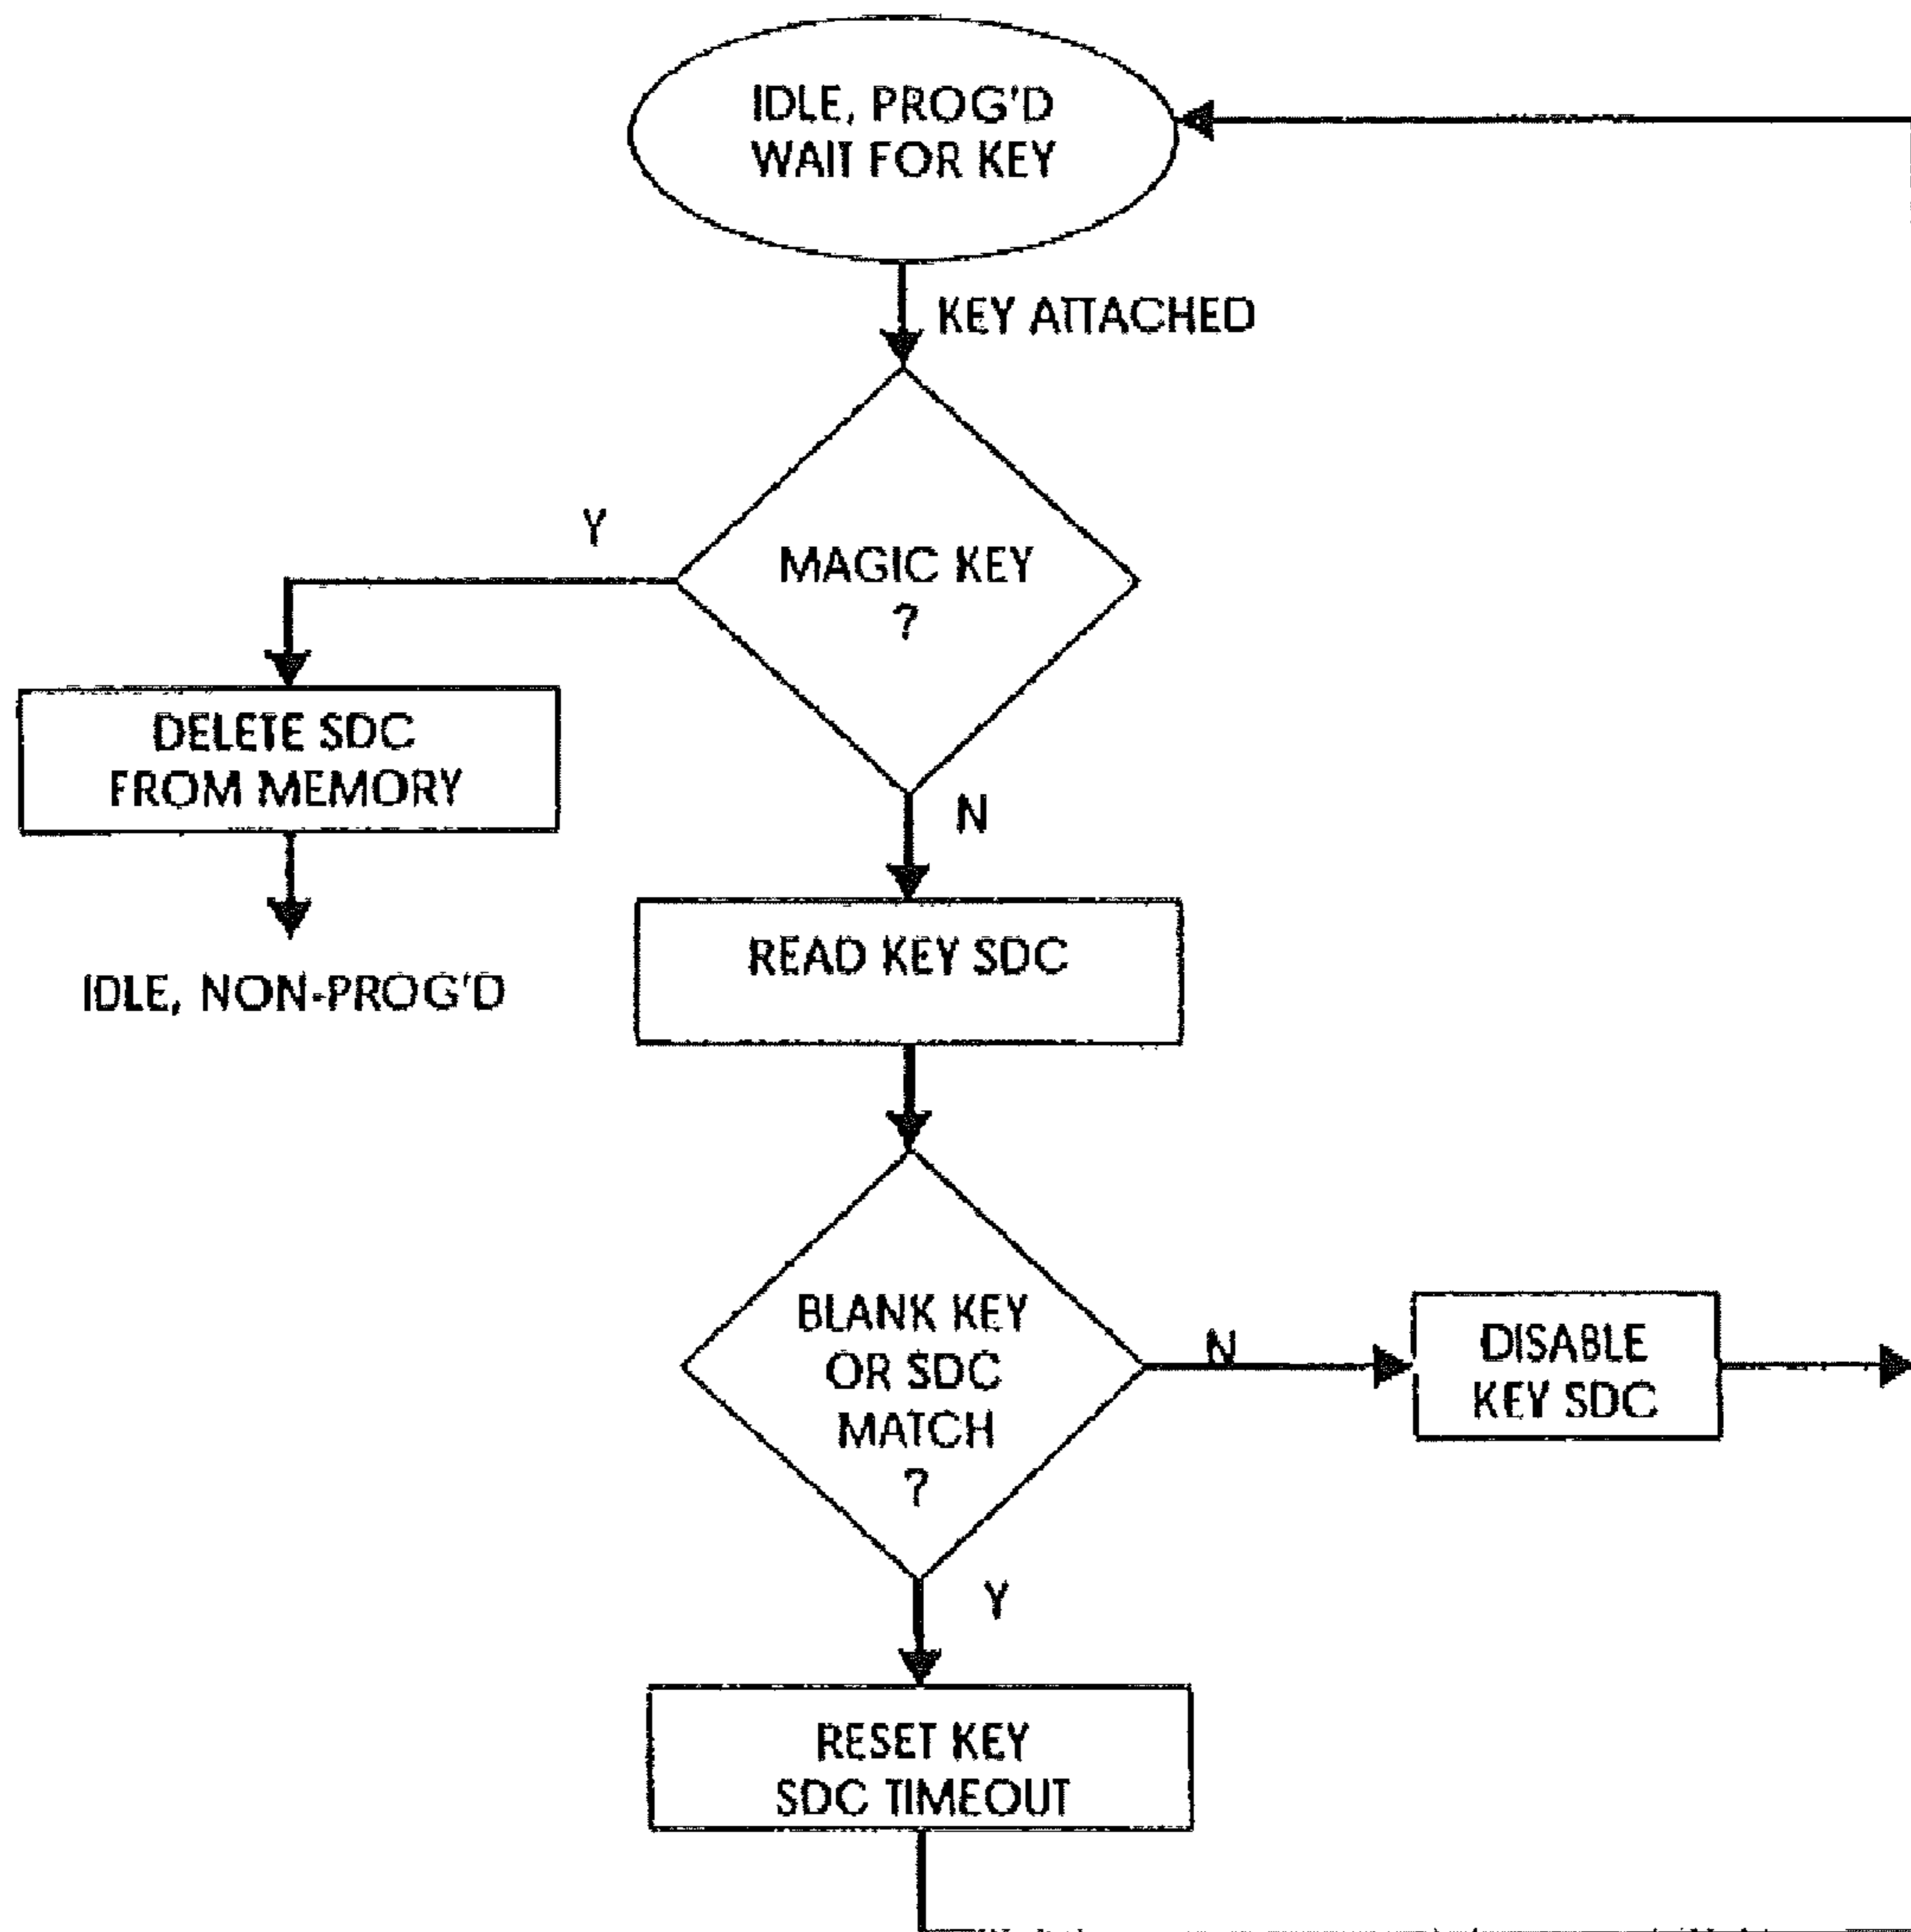 IDLE, PROG'D
WAIT FOR KEY
KEY ATTACHED
Y
MAGIC KEY
?
DELETE SDC
FROM MEMORY
N
IDLE, NON-PROG'D
READ KEY SDC
BLANK KEY
OR SDC
MATCH
?
N
DISABLE
KEY SDC
Y
RESET KEY
SDC TIMEOUT